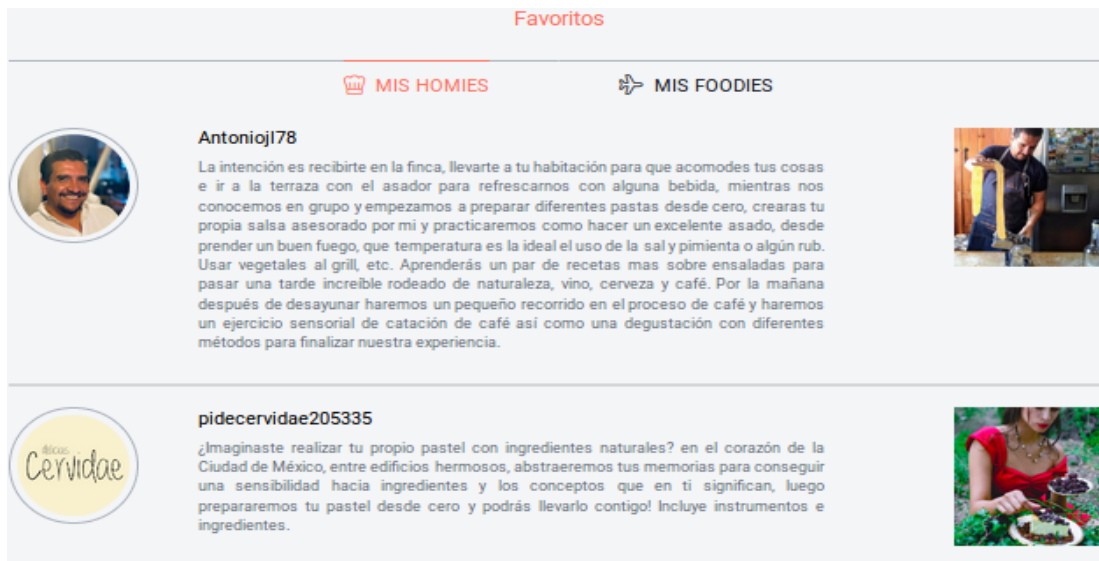 Favoritos
MIS HOMIES
MIS FOODIES
Antoniojl78
La intención es recibirte en la finca, llevarte a tu habitación para que acomodes tus cosas
e ir a la terraza con el asador para refrescarnos con alguna bebida, mientras nos
conocemos en grupo y empezamos a preparar diferentes pastas desde cero, crearas tu
propia salsa asesorado por mi y practicaremos como hacer un excelente asado, desde
prender un buen fuego, que temperatura es la ideal el uso de la sal y pimienta o algún rub.
Usar vegetales al grill, etc. Aprenderás un par de recetas mas sobre ensaladas para
pasar una tarde increíble rodeado de naturaleza, vino, cerveza y café. Por la mañana
después de desayunar haremos un pequeño recorrido en el proceso de café y haremos
un ejercicio sensorial de catación de café así como una degustación con diferentes
métodos para finalizar nuestra experiencia.
delicias
Cervidae
pidecervidae205335
¿Imaginaste realizar tu propio pastel con ingredientes naturales? en el corazón de la
Ciudad de México, entre edificios hermosos, abstraeremos tus memorias para conseguir
una sensibilidad hacia ingredientes y los conceptos que en ti significan, luego
prepararemos tu pastel desde cero y podrás llevarlo contigo! Incluye instrumentos e
ingredientes.